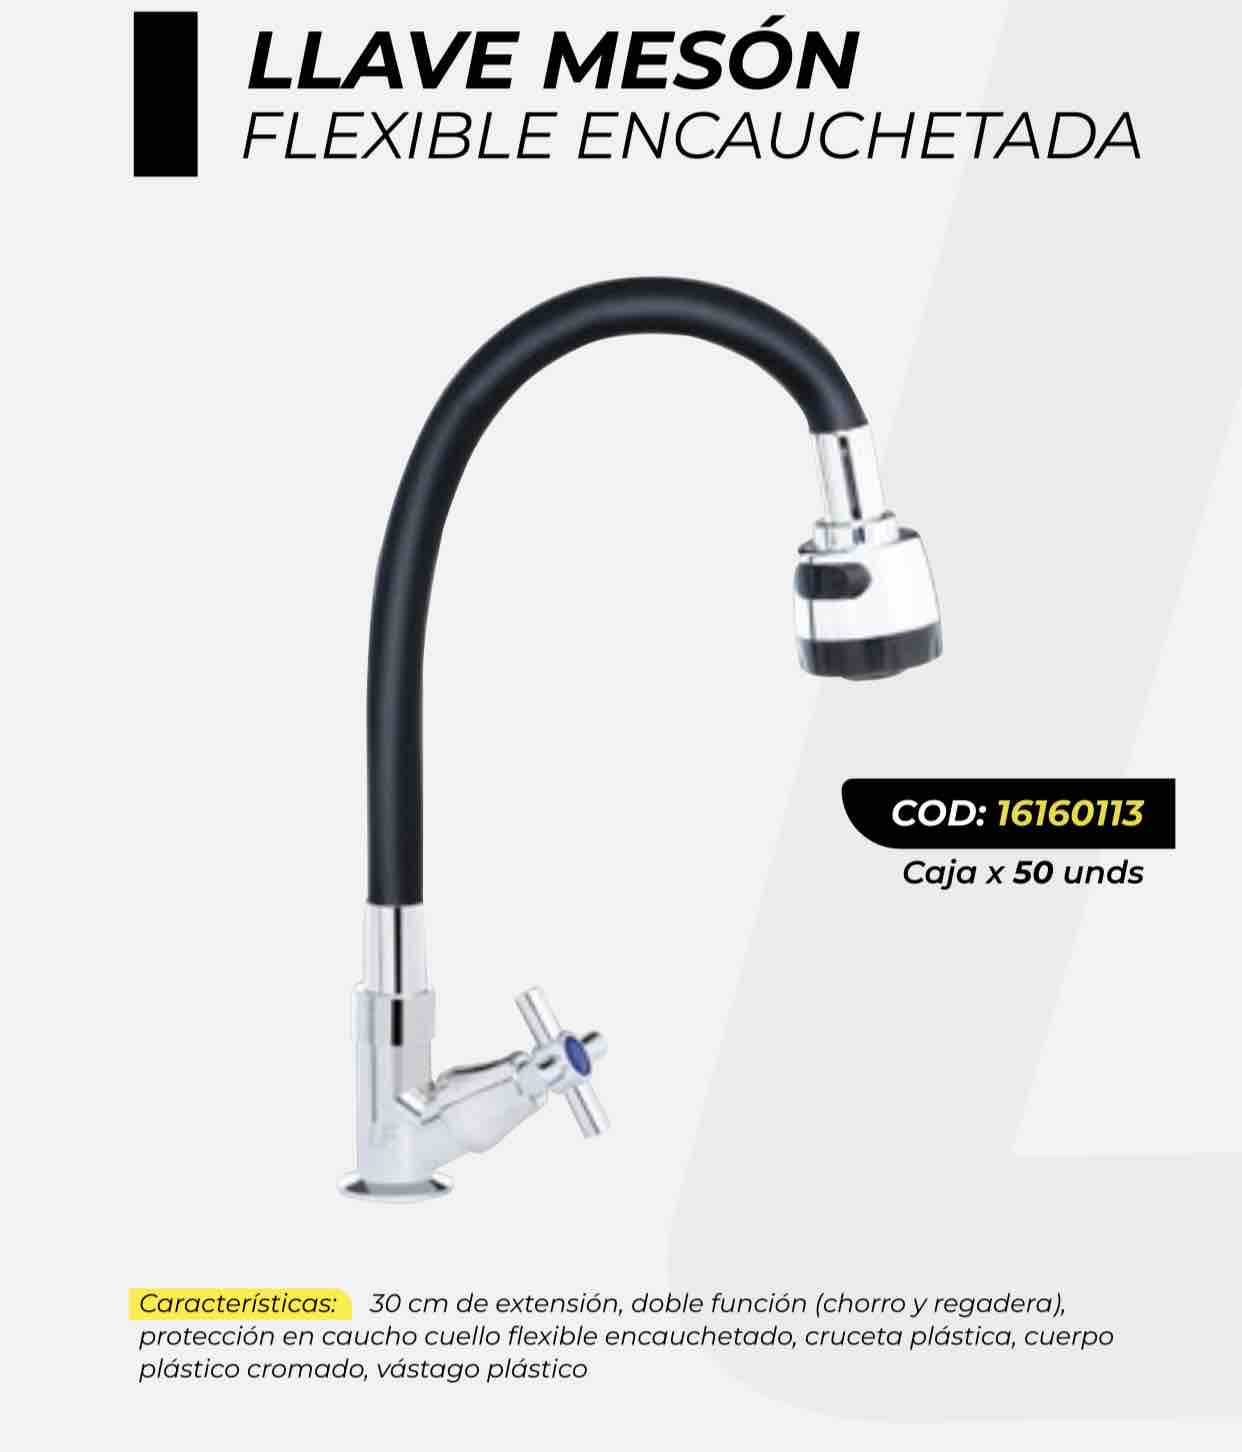 LLAVE MESÓN
FLEXIBLE ENCAUCHETADA
COD: 16160113
Caja x 50 unds
Características: 30 cm de extensión, doble función (chorro y regadera),
protección en caucho cuello flexible encauchetado, cruceta plástica, cuerpo
plástico cromado, vástago plástico